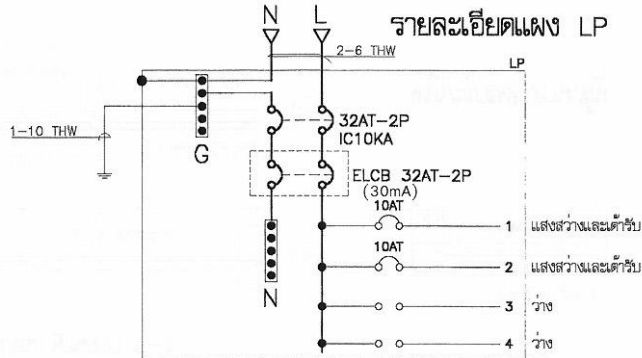 N L รายละเอียดแผง LP
2-6 THW
LP
32AT-2P
IC10KA
1-10 THW
G
ELCB 32AT-2P
(30mA)
10AT
1 แสงสว่างและเต้ารับ
10AT
2 แสงสว่างและเต้ารับ
N
3 ว่าง
4 ว่าง